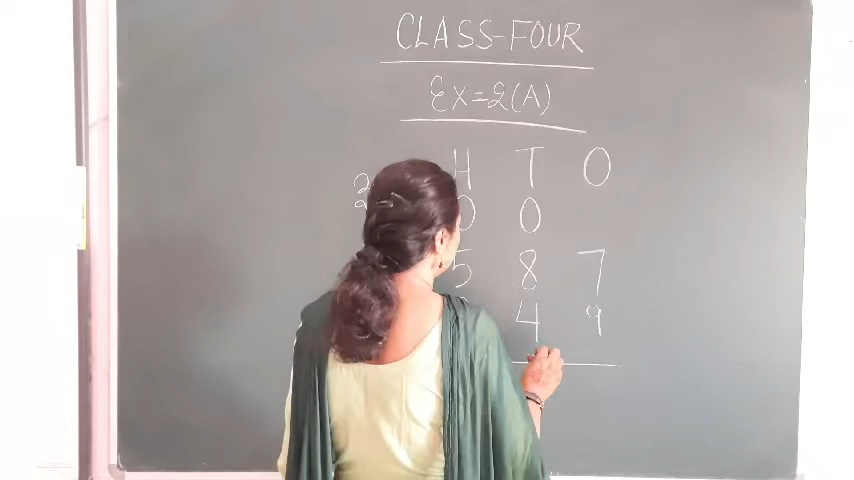 CLASS-FOUR
Ex=2(A)
H T O
0 0
5 8 7
4 9